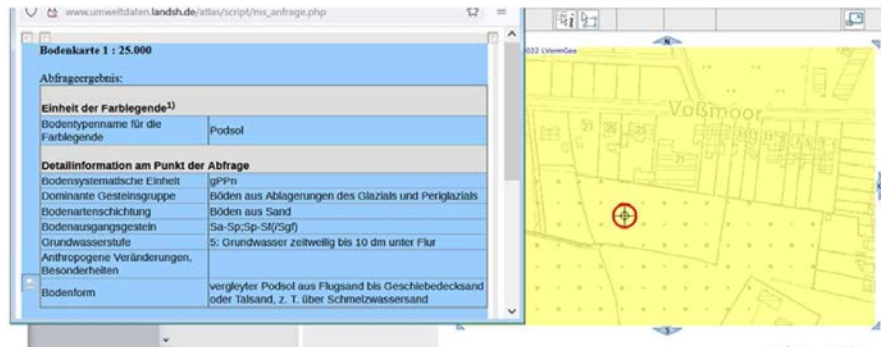 www.umweltdaten.landsh.de/atlas/script/ms_anfrage.php
Bodenkarte 1 : 25.000
Abfrageergebnis:
Einheit der Farblegende1)
Bodentypenname für die Farblegende Podsol
Detailinformation am Punkt der Abfrage
Bodensystematische Einheit gPPn
Dominante Gesteinsgruppe Böden aus Ablagerungen des Glazials und Periglazials
Bodenartenschichtung Böden aus Sand
Bodenausgangsgestein Sa-Sp;Sp-Sf(/Sgf)
Grundwasserstufe 5: Grundwasser zeitweilig bis 10 dm unter Flur
Anthropogene Veränderungen,
Besonderheiten
Bodenform vergleyter Podsol aus Flugsand bis Geschiebedecksand
oder Talsand, z. T. über Schmelzwassersand
022 LVermGeo
N
Voßmoor
S